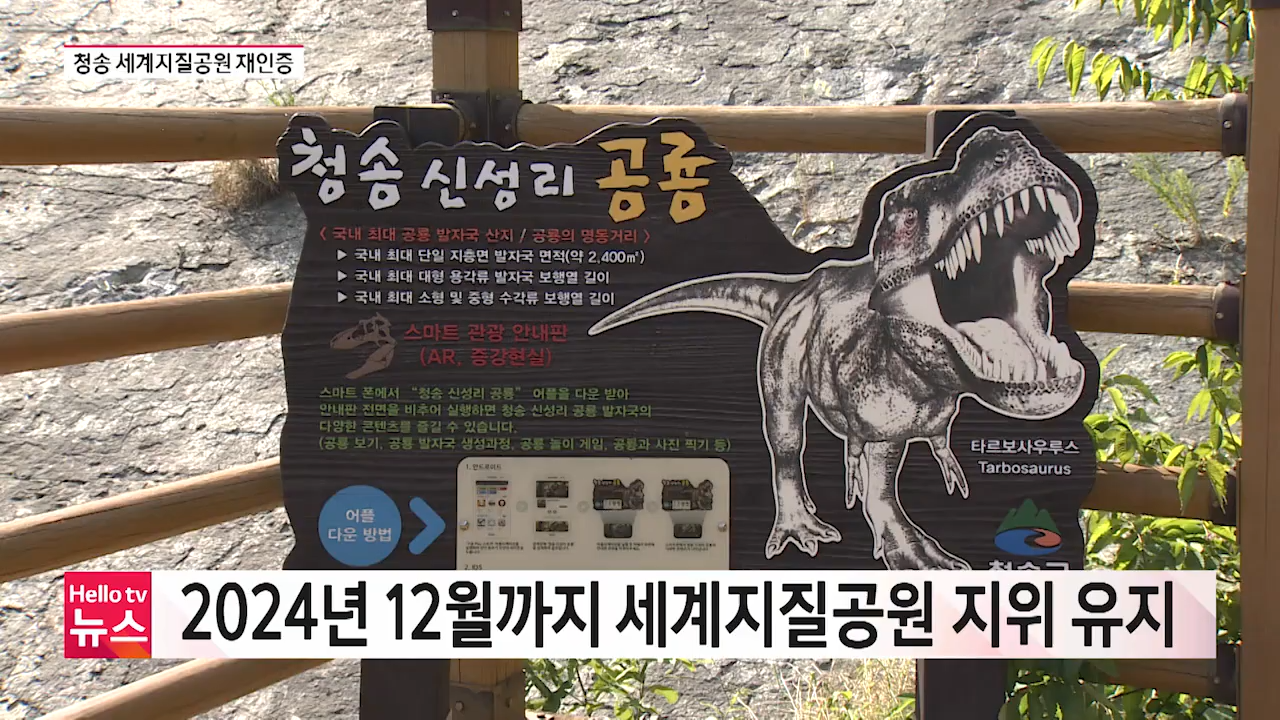 청송 세계지질공원 재인증
청송 신성리 공룡
< 국내 최대 공룡 발자국 산지 / 공룡의 명동거리 >
▶ 국내 최대 단일 지층면 발자국 면적(약 2,400㎡)
▶ 국내 최대 대형 용각류 발자국 보행열 길이
▶ 국내 최대 소형 및 중형 수각류 보행열 길이
스마트 관광 안내판
(AR, 증강현실)
스마트 폰에서 “청송 신성리 공룡” 어플을 다운 받아
안내판 전면을 비추어 실행하면 청송 신성리 공룡 발자국의
다양한 콘텐츠를 즐길 수 있습니다.
(공룡 보기, 공룡 발자국 생성과정, 공룡 놀이 게임, 공룡과 사진 찍기 등)
타르보사우루스
Tarbosaurus
1. 안드로이드
어플
다운 방법
2. IOS
청송군
Hello tv
뉴스
2024년 12월까지 세계지질공원 지위 유지